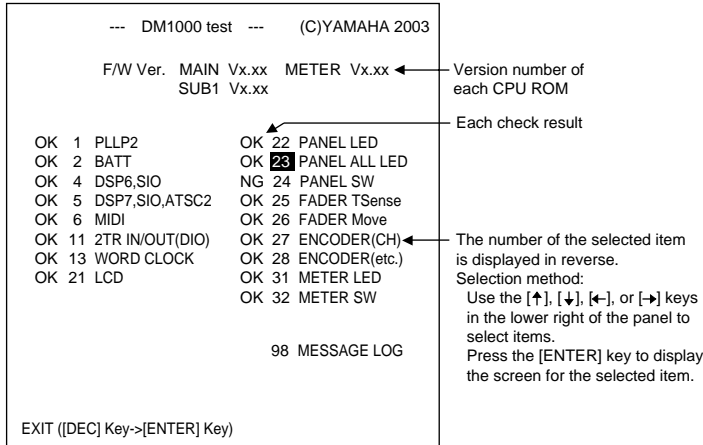 --- DM1000 test --- (C)YAMAHA 2003
F/W Ver. MAIN Vx.xx METER Vx.xx
SUB1 Vx.xx
Version number of
each CPU ROM
Each check result
OK 1 PLLP2
OK 2 BATT
OK 4 DSP6,SIO
OK 5 DSP7,SIO,ATSC2
OK 6 MIDI
OK 11 2TR IN/OUT(DIO)
OK 13 WORD CLOCK
OK 21 LCD
OK 22 PANEL LED
OK 23 PANEL ALL LED
NG 24 PANEL SW
OK 25 FADER TSense
OK 26 FADER Move
OK 27 ENCODER(CH)
OK 28 ENCODER(etc.)
OK 31 METER LED
OK 32 METER SW
98 MESSAGE LOG
The number of the selected item
is displayed in reverse.
Selection method:
Use the [↑], [↓], [←], or [→] keys
in the lower right of the panel to
select items.
Press the [ENTER] key to display
the screen for the selected item.
EXIT ([DEC] Key->[ENTER] Key)